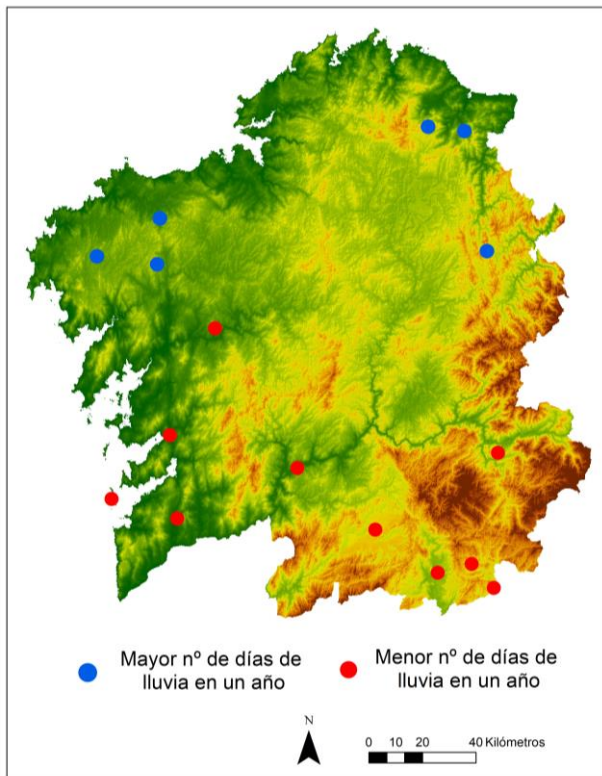 Mayor nº de días de
lluvia en un año
Menor nº de días de
lluvia en un año
N
0 10 20 40 Kilómetros